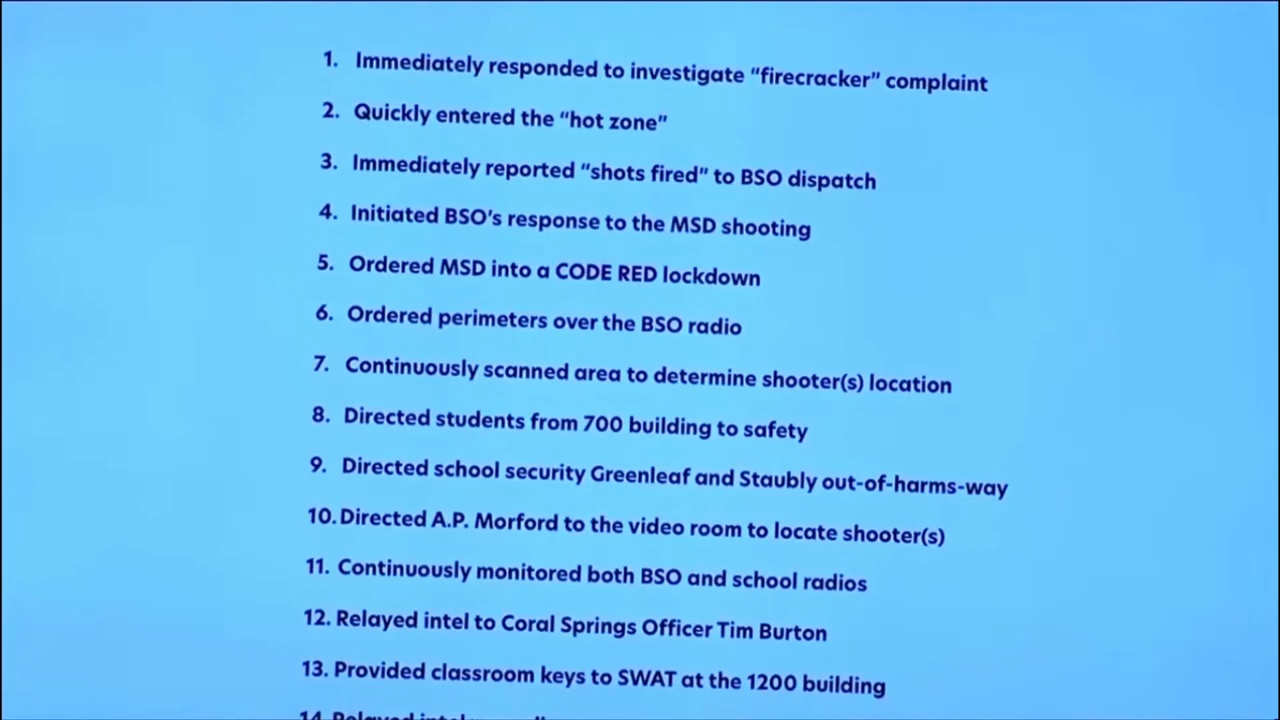 1. Immediately responded to investigate “firecracker” complaint
2. Quickly entered the “hot zone”
3. Immediately reported “shots fired” to BSO dispatch
4. Initiated BSO’s response to the MSD shooting
5. Ordered MSD into a CODE RED lockdown
6. Ordered perimeters over the BSO radio
7. Continuously scanned area to determine shooter(s) location
8. Directed students from 700 building to safety
9. Directed school security Greenleaf and Staubly out-of-harms-way
10. Directed A.P. Morford to the video room to locate shooter(s)
11. Continuously monitored both BSO and school radios
12. Relayed intel to Coral Springs Officer Tim Burton
13. Provided classroom keys to SWAT at the 1200 building
14. Relayed intel